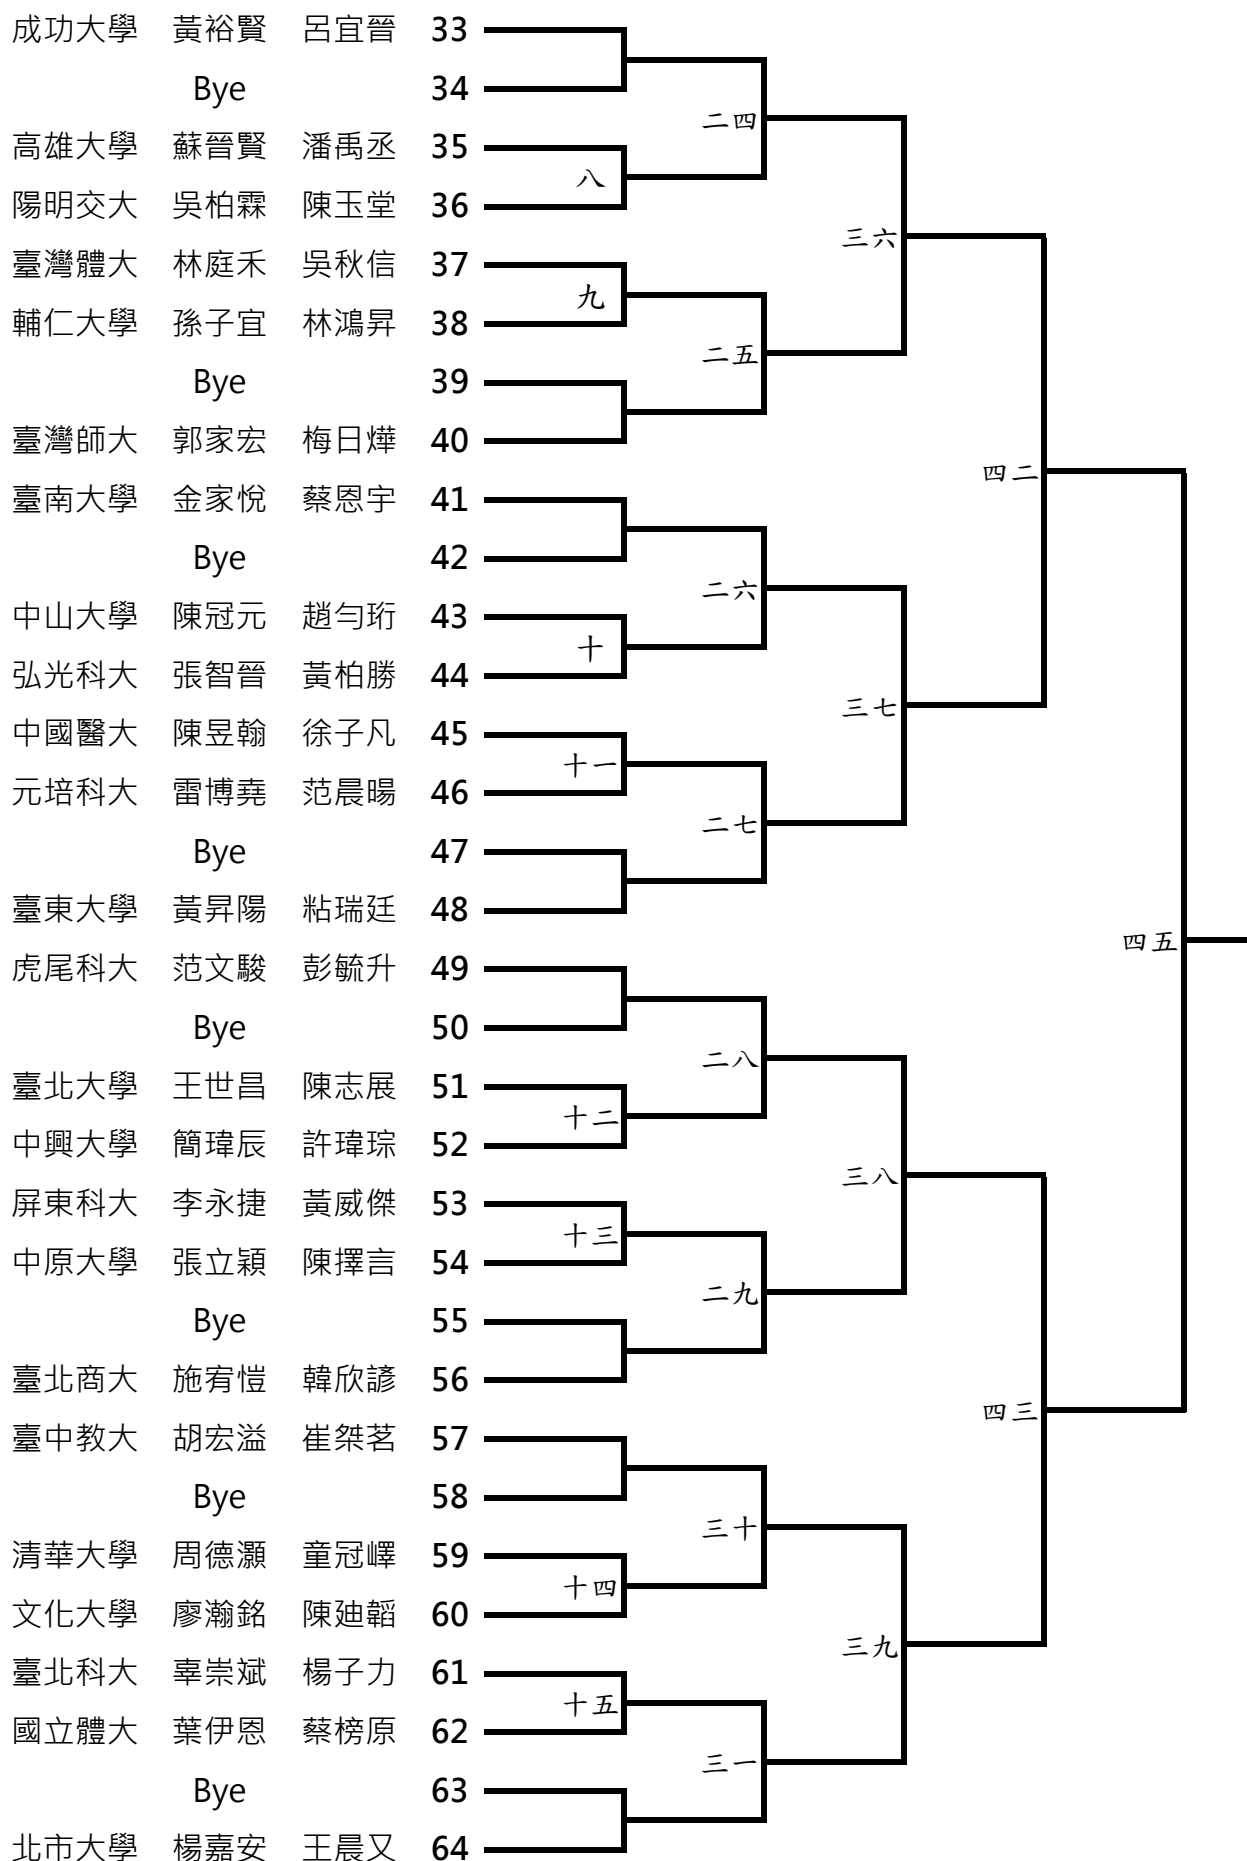 成功大學 黃裕賢 呂宜晉 33
Bye 34
二四
高雄大學 蘇晉賢 潘禹丞 35
八
陽明交大 吳柏霖 陳玉堂 36
三六
臺灣體大 林庭禾 吳秋信 37
九
輔仁大學 孫子宜 林鴻昇 38
二五
Bye 39
臺灣師大 郭家宏 梅日燁 40
四二
臺南大學 金家悅 蔡恩宇 41
Bye 42
二六
中山大學 陳冠元 趙勻珩 43
十
弘光科大 張智晉 黃柏勝 44
三七
中國醫大 陳昱翰 徐子凡 45
十一
元培科大 雷博堯 范晨暘 46
二七
Bye 47
臺東大學 黃昇陽 粘瑞廷 48
四五
虎尾科大 范文駿 彭毓升 49
Bye 50
二八
臺北大學 王世昌 陳志展 51
十二
中興大學 簡瑋辰 許瑋琮 52
三八
屏東科大 李永捷 黃威傑 53
十三
中原大學 張立穎 陳擇言 54
二九
Bye 55
臺北商大 施宥愷 韓欣諺 56
四三
臺中教大 胡宏溢 崔桀茗 57
Bye 58
三十
清華大學 周德灝 童冠嶧 59
十四
文化大學 廖瀚銘 陳廸韜 60
三九
臺北科大 辜崇斌 楊子力 61
十五
國立體大 葉伊恩 蔡榜原 62
三一
Bye 63
北市大學 楊嘉安 王晨又 64